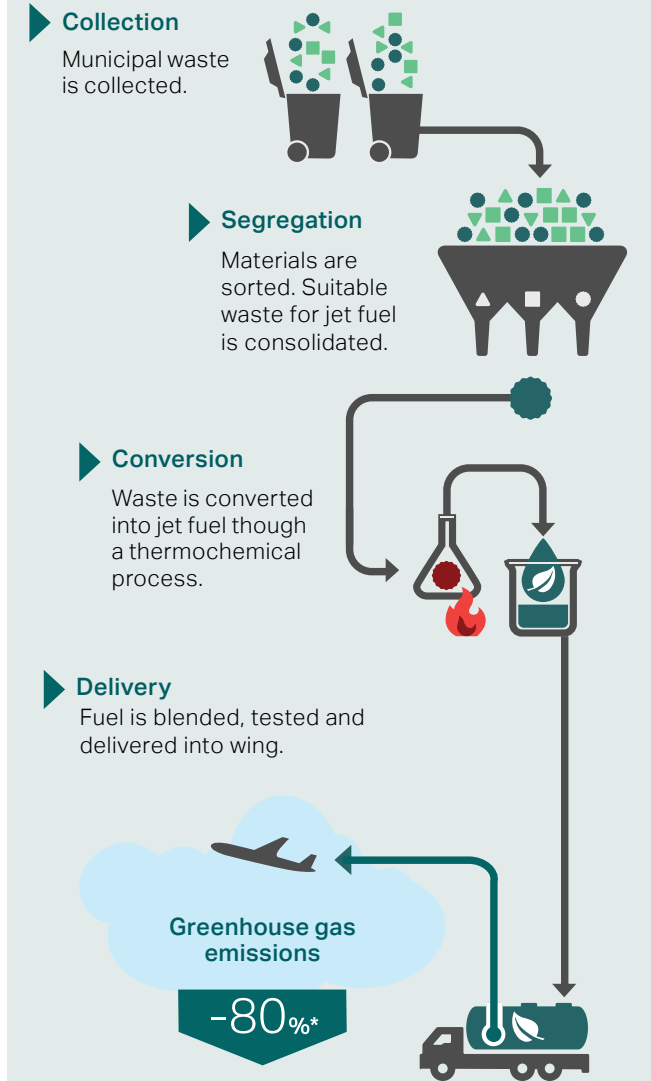 Collection
Municipal waste
is collected.
Segregation
Materials are
sorted. Suitable
waste for jet fuel
is consolidated.
Conversion
Waste is converted
into jet fuel though
a thermochemical
process.
Delivery
Fuel is blended, tested and
delivered into wing.
Greenhouse gas
emissions
-80%*